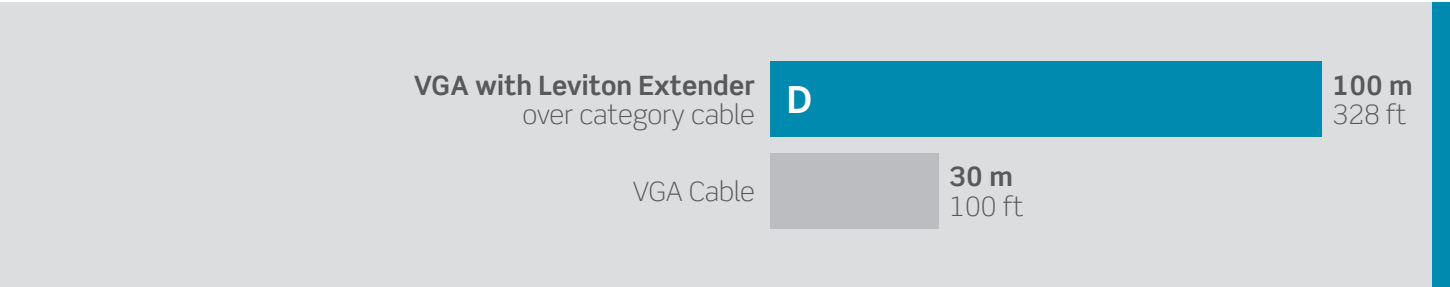 VGA with Leviton Extender
over category cable
D
100 m
328 ft
VGA Cable
30 m
100 ft